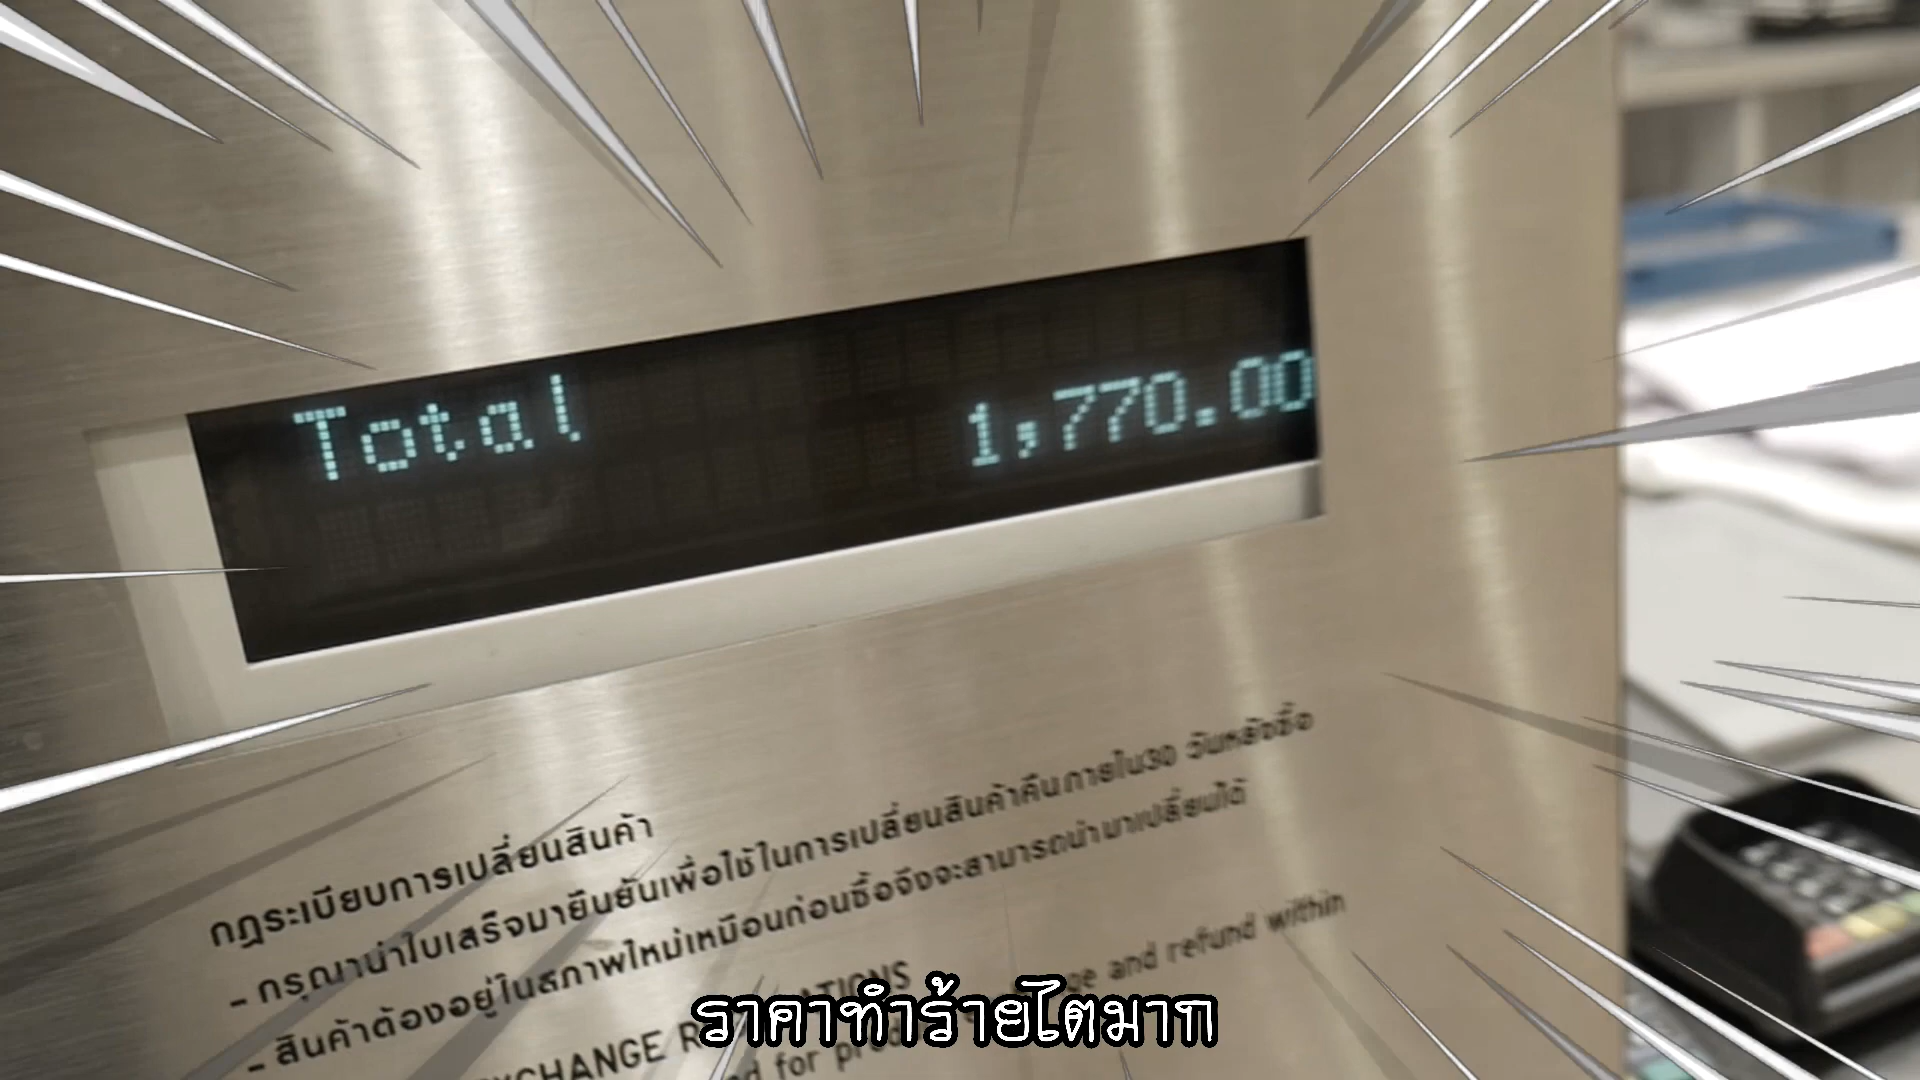 Total 1,770.00
กฎระเบียบการเปลี่ยนสินค้า
- กรุณานำใบเสร็จมายืนยันเพื่อใช้ในการเปลี่ยนสินค้าคืนภายใน30 วันหลังซื้อ
- สินค้าต้องอยู่ในสภาพใหม่เหมือนก่อนซื้อจึงจะสามารถนำมาเปลี่ยนได้
and refund within
for
ราคาทำร้ายไตมาก